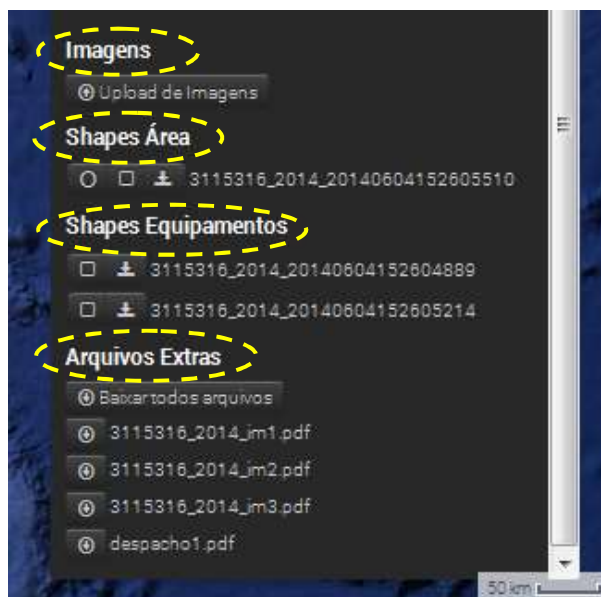 Imagens
Upload de Imagens
Shapes Área
3115316_2014_20140604152605510
Shapes Equipamentos
3115316_2014_20140604152604889
3115316_2014_20140604152605214
Arquivos Extras
Baixar todos arquivos
3115316_2014_im1.pdf
3115316_2014_im2.pdf
3115316_2014_im3.pdf
despacho1.pdf
50 km